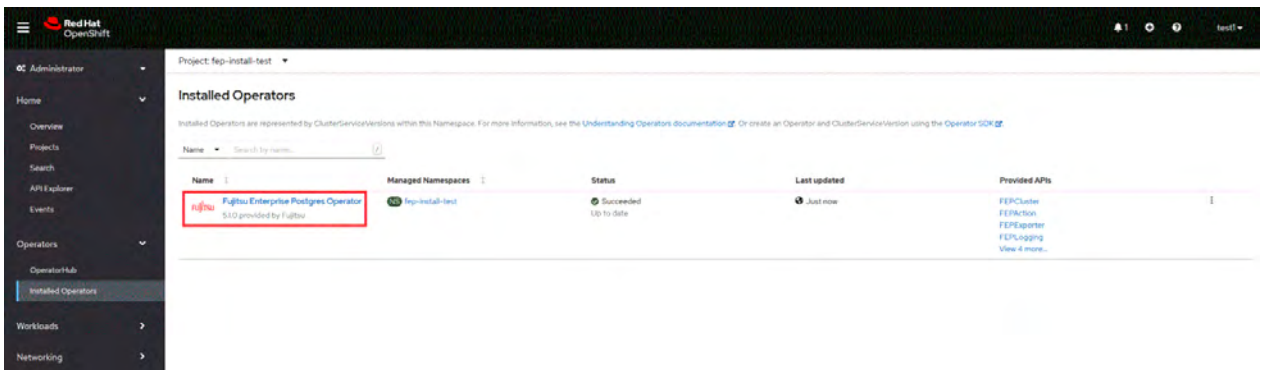 Red Hat
OpenShift
1
test1
Administrator
Home
Overview
Projects
Search
API Explorer
Events
Operators
OperatorHub
Installed Operators
Workloads
Networking
Project: fep-install-test
Installed Operators
Installed Operators are represented by ClusterServiceVersions within this Namespace. For more information, see the Understanding Operators documentation. Or create an Operator and ClusterServiceVersion using the Operator SDK.
Name Search by name... /
Name Managed Namespaces Status Last updated Provided APIs
FUJITSU Fujitsu Enterprise Postgres Operator NS fep-install-test Succeeded Just now FEPCluster
5.1.0 provided by Fujitsu Up to date FEPAction
FEPExporter
FEPLogging
View 4 more...